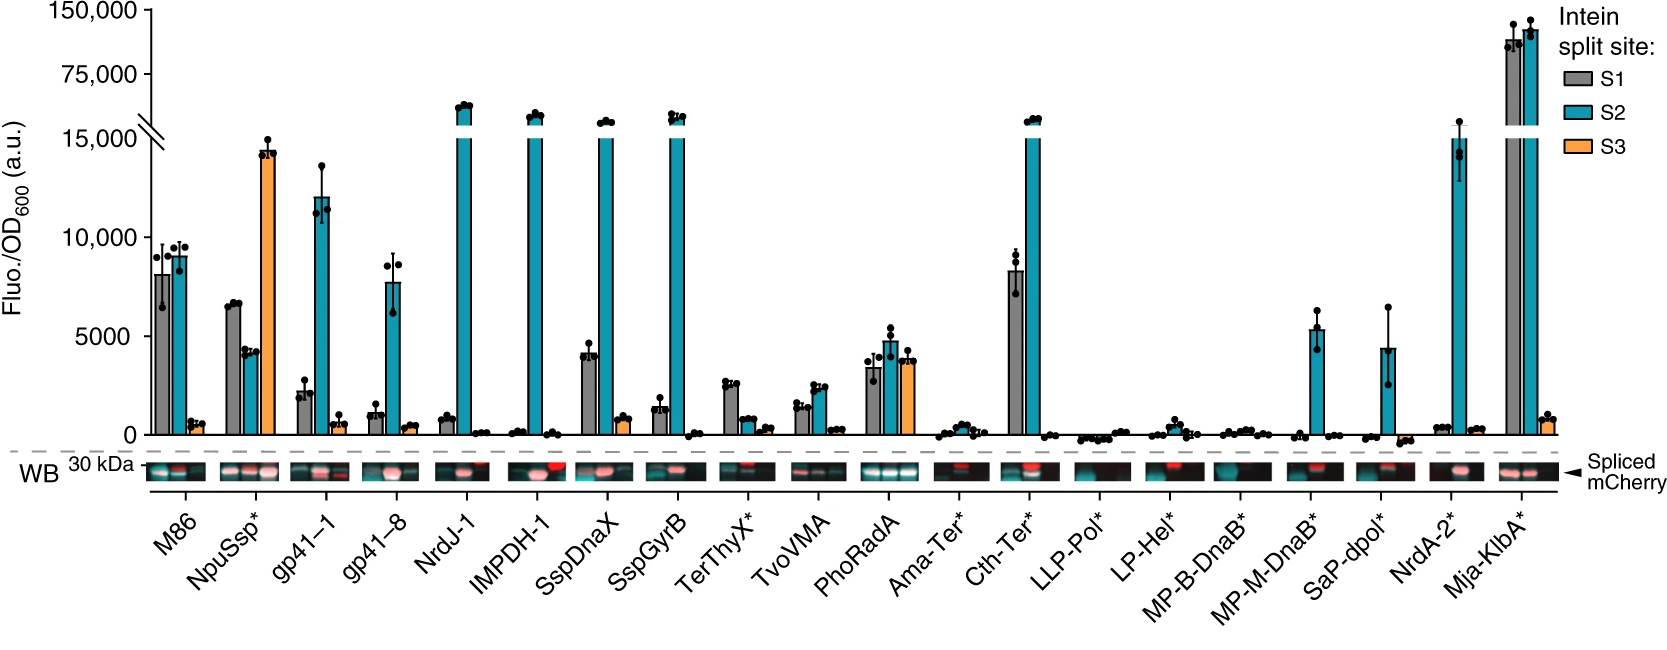 150,000
75,000
15,000
10,000
5000
0
Fluo./OD600 (a.u.)
Intein
split site:
S1
S2
S3
WB
30 kDa
Spliced
mCherry
M86
NpuSsp*
gp41–1
gp41–8
NrdJ-1
IMPDH-1
SspDnaX
SspGyrB
TerThyX*
TvoVMA
PhoRadA
Ama-Ter*
Cth-Ter*
LLP-Pol*
LP-Hel*
MP-B-DnaB*
MP-M-DnaB*
SaP-dpol*
NrdA-2*
Mja-KlbA*